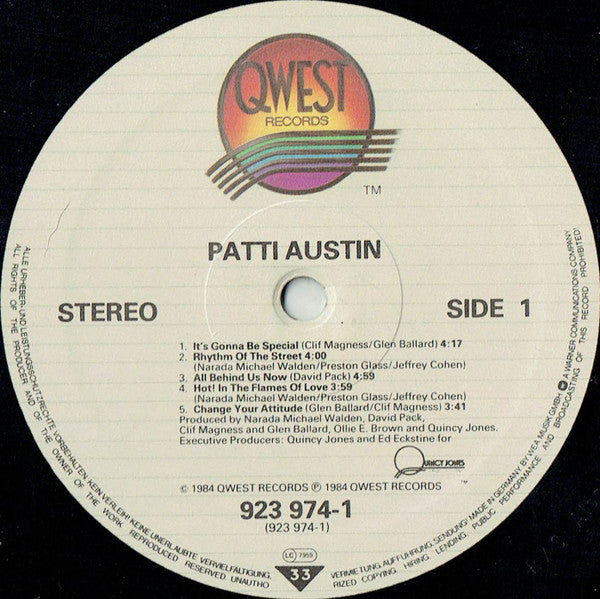 QWEST
RECORDS
TM
PATTI AUSTIN
STEREO
SIDE 1
1. It's Gonna Be Special (Clif Magness/Glen Ballard) 4:17
2. Rhythm Of The Street 4:00
(Narada Michael Walden/Preston Glass/Jeffrey Cohen)
3. All Behind Us Now (David Pack) 4:59
4. Hot! In The Flames Of Love 3:59
(Narada Michael Walden/Preston Glass/Jeffrey Cohen)
5. Change Your Attitude (Glen Ballard/Clif Magness) 3:41
Produced by Narada Michael Walden, David Pack,
Clif Magness and Glen Ballard, Ollie E. Brown and Quincy Jones.
Executive Producers: Quincy Jones and Ed Eckstine for
QUINCY JONES
© 1984 QWEST RECORDS ℗ 1984 QWEST RECORDS
923 974-1
(923 974-1)
LC 7959
33
ALLE URHEBER- UND LEISTUNGSSCHUTZRECHTE VORBEHALTEN. KEIN VERLEIH! KEINE UNERLAUBTE VERVIELFÄLTIGUNG, VERMIETUNG, AUFFÜHRUNG, SENDUNG! MADE IN GERMANY BY WEA MUSIK GMBH. A WARNER COMMUNICATIONS COMPANY
ALL RIGHTS OF THE PRODUCER AND OF THE OWNER OF THE WORK REPRODUCED RESERVED. UNAUTHORIZED COPYING, HIRING, LENDING, PUBLIC PERFORMANCE AND BROADCASTING OF THIS RECORD PROHIBITED!